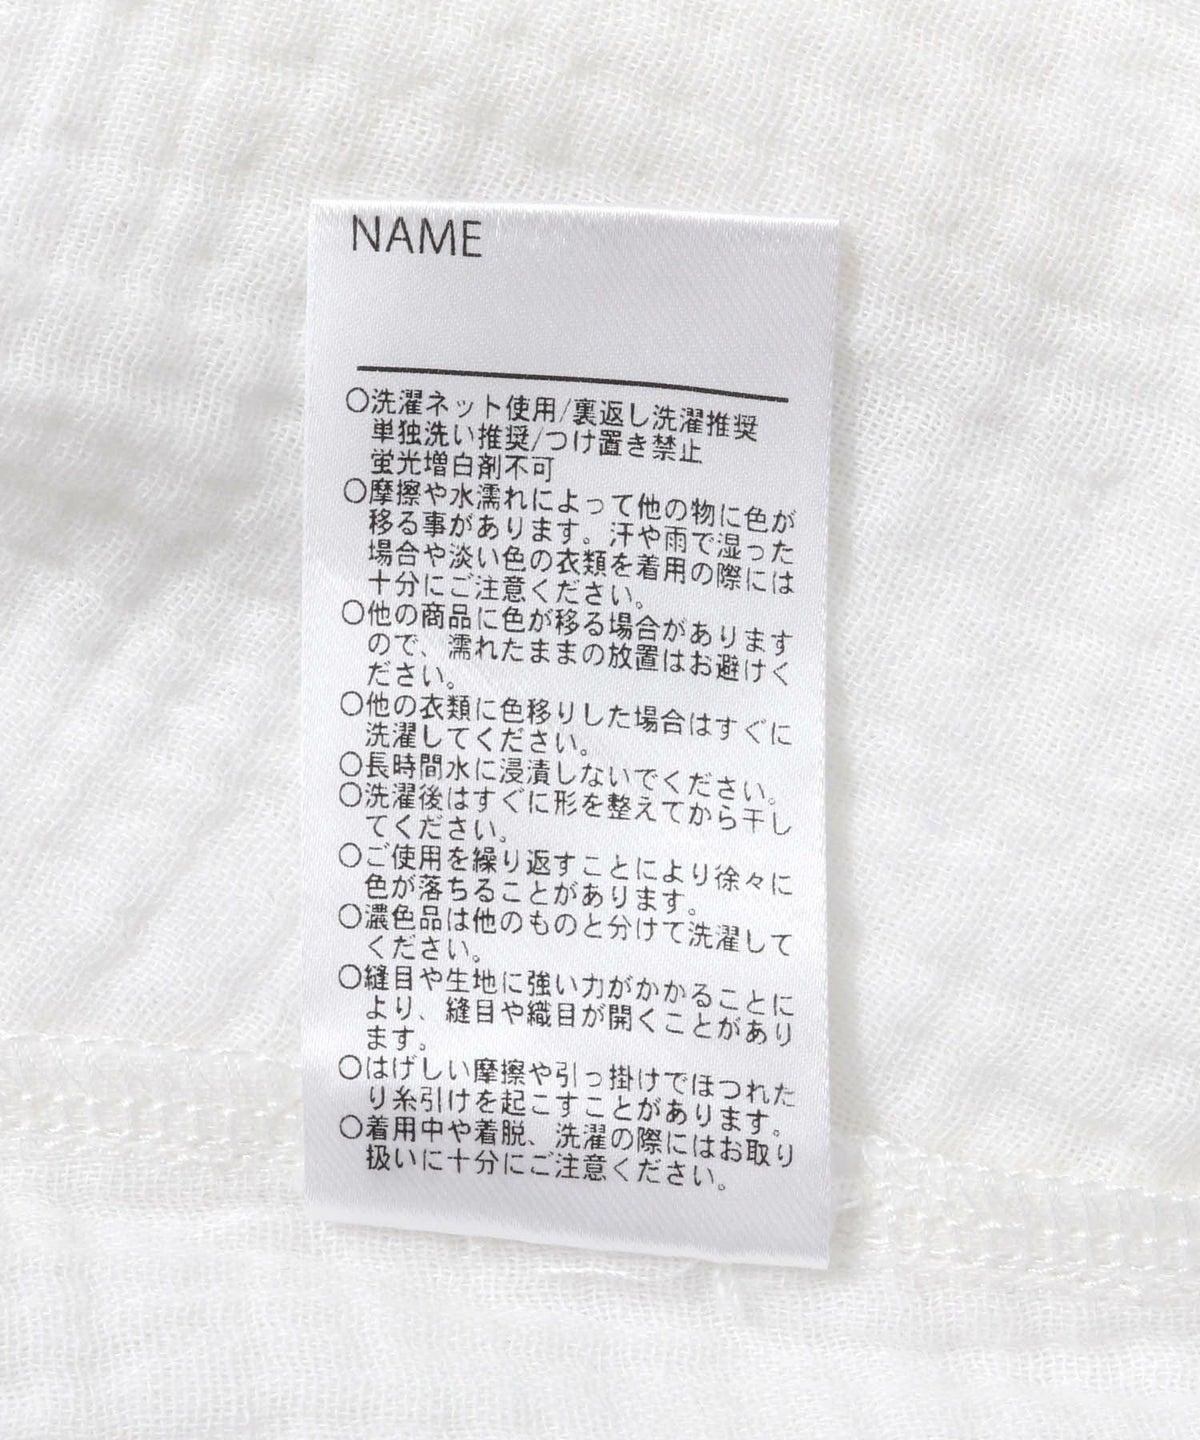 NAME
○洗濯ネット使用/裏返し洗濯推奨
単独洗い推奨/つけ置き禁止
蛍光増白剤不可
○摩擦や水濡れによって他の物に色が
移る事があります。汗や雨で湿った
場合や淡い色の衣類を着用の際には
十分にご注意ください。
○他の商品に色が移る場合があります
ので、濡れたままの放置はお避けく
ださい。
○他の衣類に色移りした場合はすぐに
洗濯してください。
○長時間水に浸漬しないでください。
○洗濯後はすぐに形を整えてから干し
てください。
○ご使用を繰り返すことにより徐々に
色が落ちることがあります。
○濃色品は他のものと分けて洗濯して
ください。
○縫目や生地に強い力がかかることに
より、縫目や織目が開くことがあり
ます。
○はげしい摩擦や引っ掛けでほつれた
り糸引けを起こすことがあります。
○着用中や着脱、洗濯の際にはお取り
扱いに十分にご注意ください。